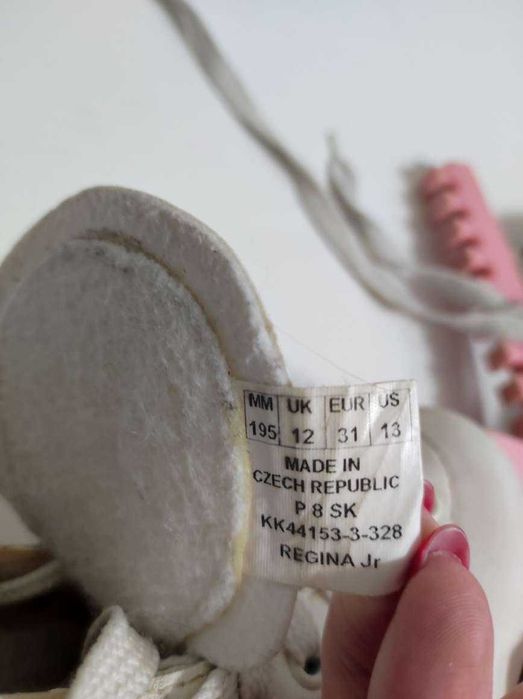 MM UK EUR US
195 12 31 13
MADE IN
CZECH REPUBLIC
P 8 SK
KK44153-3-328
REGINA Jr